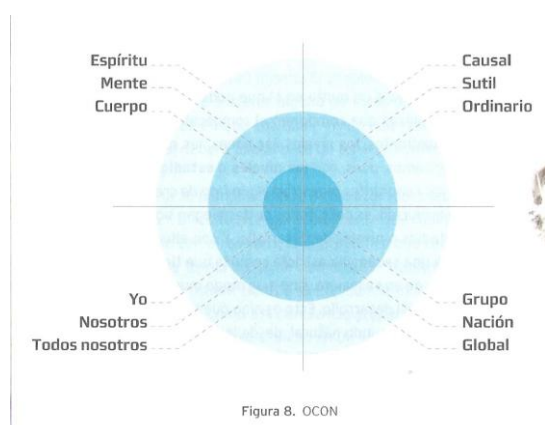 Espíritu
Mente
Cuerpo
Causal
Sutil
Ordinario
Yo
Nosotros
Todos nosotros
Grupo
Nación
Global
Figura 8. OCON